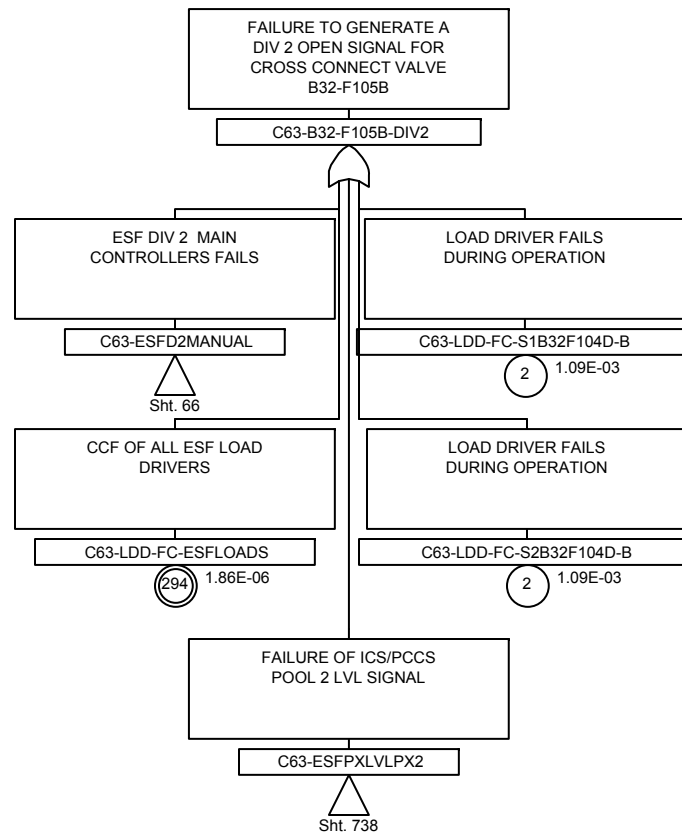 FAILURE TO GENERATE A
DIV 2 OPEN SIGNAL FOR
CROSS CONNECT VALVE
B32-F105B
C63-B32-F105B-DIV2
ESF DIV 2 MAIN
CONTROLLERS FAILS
C63-ESFD2MANUAL
Sht. 66
LOAD DRIVER FAILS
DURING OPERATION
C63-LDD-FC-S1B32F104D-B
2
1.09E-03
CCF OF ALL ESF LOAD
DRIVERS
C63-LDD-FC-ESFLOADS
294
1.86E-06
LOAD DRIVER FAILS
DURING OPERATION
C63-LDD-FC-S2B32F104D-B
2
1.09E-03
FAILURE OF ICS/PCCS
POOL 2 LVL SIGNAL
C63-ESFPXLVLPX2
Sht. 738